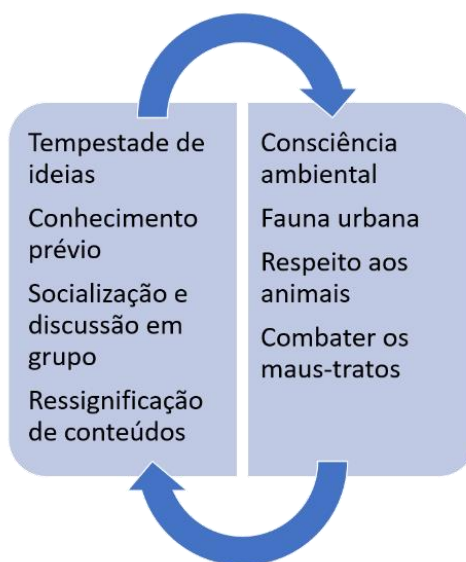 Tempestade de
ideias
Conhecimento
prévio
Socialização e
discussão em
grupo
Ressignificação
de conteúdos
Consciência
ambiental
Fauna urbana
Respeito aos
animais
Combater os
maus-tratos